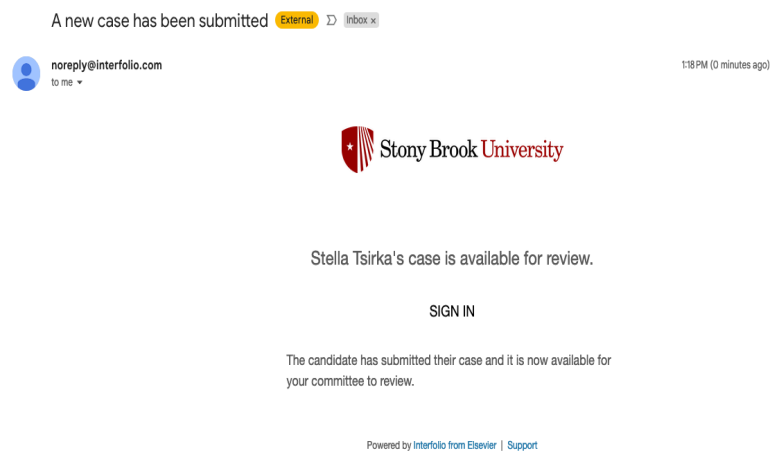 A new case has been submitted External Inbox ×
noreply@interfolio.com 1:18 PM (0 minutes ago)
to me
Stony Brook University
Stella Tsirka's case is available for review.
SIGN IN
The candidate has submitted their case and it is now available for
your committee to review.
Powered by Interfolio from Elsevier | Support